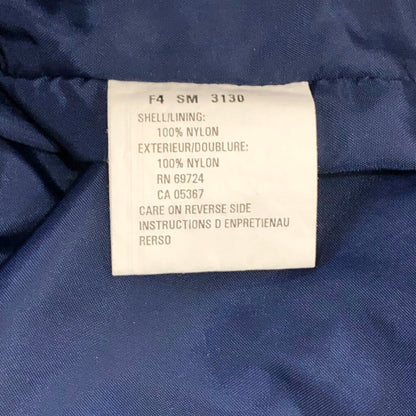 F4 SM 3130
SHELL/LINING:
100% NYLON
EXTERIEUR/DOUBLURE:
100% NYLON
RN 69724
CA 05367
CARE ON REVERSE SIDE
INSTRUCTIONS D ENPRETIENAU
RERSO